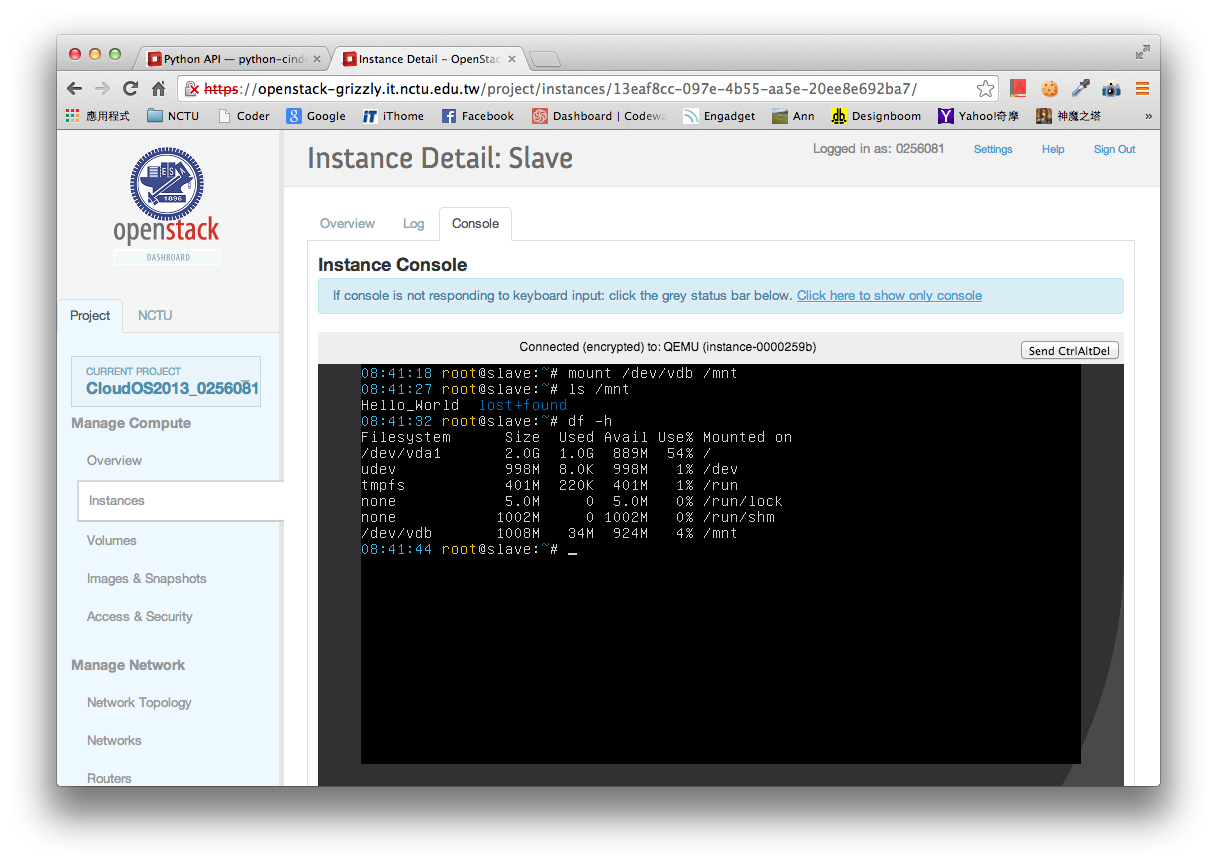 Python API — python-cind
Instance Detail - OpenStac
https://openstack-grizzly.it.nctu.edu.tw/project/instances/13eaf8cc-097e-4b55-aa5e-20ee8e692ba7/
應用程式 NCTU Coder Google iThome Facebook Dashboard | Codewa Engadget Ann Designboom Yahoo!奇摩 神魔之塔 »
ES
1896
openstack
DASHBOARD
Instance Detail: Slave
Logged in as: 0256081 Settings Help Sign Out
Project NCTU
CURRENT PROJECT
CloudOS2013_0256081
Manage Compute
Overview
Instances
Volumes
Images & Snapshots
Access & Security
Manage Network
Network Topology
Networks
Routers
Overview Log Console
Instance Console
If console is not responding to keyboard input: click the grey status bar below. Click here to show only console
Connected (encrypted) to: QEMU (instance-0000259b)
Send CtrlAltDel
08:41:18 root@slave:~# mount /dev/vdb /mnt
08:41:27 root@slave:~# ls /mnt
Hello_World lost+found
08:41:32 root@slave:~# df -h
Filesystem Size Used Avail Use% Mounted on
/dev/vda1 2.0G 1.0G 889M 54% /
udev 998M 8.0K 998M 1% /dev
tmpfs 401M 220K 401M 1% /run
none 5.0M 0 5.0M 0% /run/lock
none 1002M 0 1002M 0% /run/shm
/dev/vdb 1008M 34M 924M 4% /mnt
08:41:44 root@slave:~# _